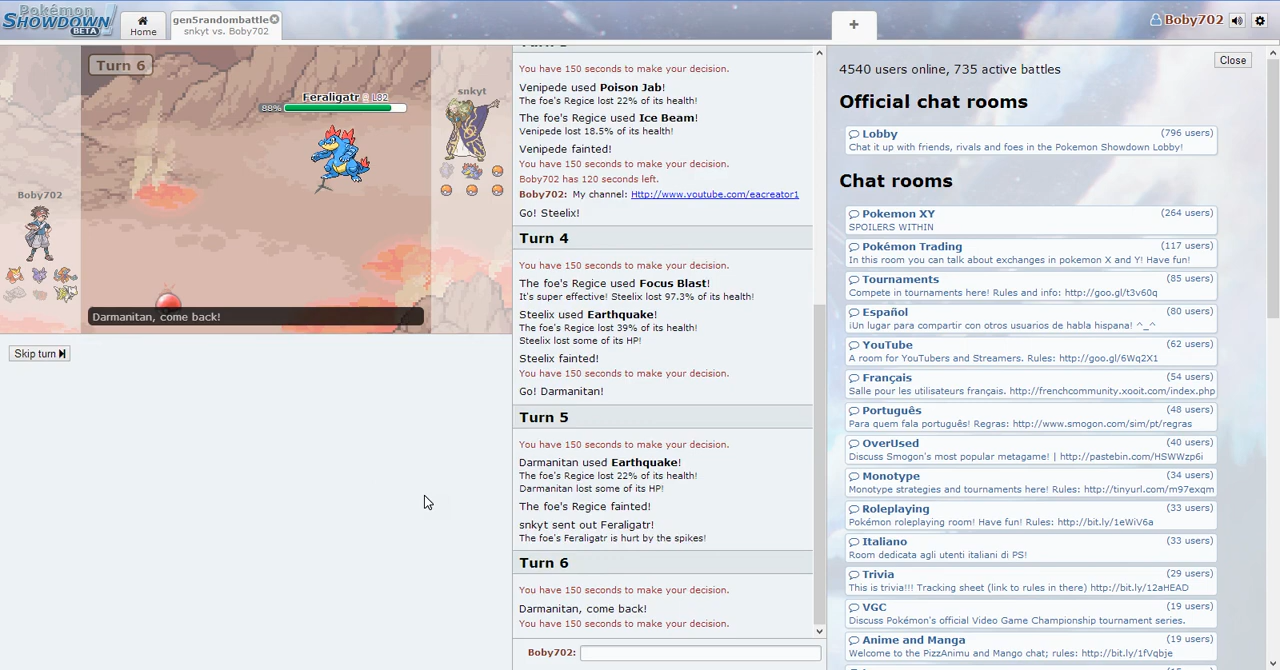 Pokémon
SHOWDOWN!
BETA
Home
gen5randombattle
snkyt vs. Boby702
+
Boby702
Turn 6
Feraligatr L82
88%
snkyt
Boby702
Darmanitan, come back!
Skip turn
You have 150 seconds to make your decision.
Venipede used Poison Jab!
The foe's Regice lost 22% of its health!
The foe's Regice used Ice Beam!
Venipede lost 18.5% of its health!
Venipede fainted!
You have 150 seconds to make your decision.
Boby702 has 120 seconds left.
Boby702: My channel: Http://www.youtube.com/eacreator1
Go! Steelix!
Turn 4
You have 150 seconds to make your decision.
The foe's Regice used Focus Blast!
It's super effective! Steelix lost 97.3% of its health!
Steelix used Earthquake!
The foe's Regice lost 39% of its health!
Steelix lost some of its HP!
Steelix fainted!
You have 150 seconds to make your decision.
Go! Darmanitan!
Turn 5
You have 150 seconds to make your decision.
Darmanitan used Earthquake!
The foe's Regice lost 22% of its health!
Darmanitan lost some of its HP!
The foe's Regice fainted!
snkyt sent out Feraligatr!
The foe's Feraligatr is hurt by the spikes!
Turn 6
You have 150 seconds to make your decision.
Darmanitan, come back!
You have 150 seconds to make your decision.
Boby702:
Close
4540 users online, 735 active battles
Official chat rooms
Lobby (796 users)
Chat it up with friends, rivals and foes in the Pokemon Showdown Lobby!
Chat rooms
Pokemon XY (264 users)
SPOILERS WITHIN
Pokémon Trading (117 users)
In this room you can talk about exchanges in pokemon X and Y! Have fun!
Tournaments (85 users)
Compete in tournaments here! Rules and info: http://goo.gl/t3v60q
Español (80 users)
¡Un lugar para compartir con otros usuarios de habla hispana! ^_^
YouTube (62 users)
A room for YouTubers and Streamers. Rules: http://goo.gl/6Wq2X1
Français (54 users)
Salle pour les utilisateurs français. http://frenchcommunity.xooit.com/index.php
Português (48 users)
Para quem fala português! Regras: http://www.smogon.com/sim/pt/regras
OverUsed (40 users)
Discuss Smogon's most popular metagame! | http://pastebin.com/HSWWzp6i
Monotype (34 users)
Monotype strategies and tournaments here! Rules: http://tinyurl.com/m97exqm
Roleplaying (33 users)
Pokémon roleplaying room! Have fun! Rules: http://bit.ly/1eWiV6a
Italiano (33 users)
Room dedicata agli utenti italiani di PS!
Trivia (29 users)
This is trivia!!! Tracking sheet (link to rules in there) http://bit.ly/12aHEAD
VGC (19 users)
Discuss Pokémon's official Video Game Championship tournament series.
Anime and Manga (19 users)
Welcome to the PizzAnimu and Mango chat; rules: http://bit.ly/1fVqbje